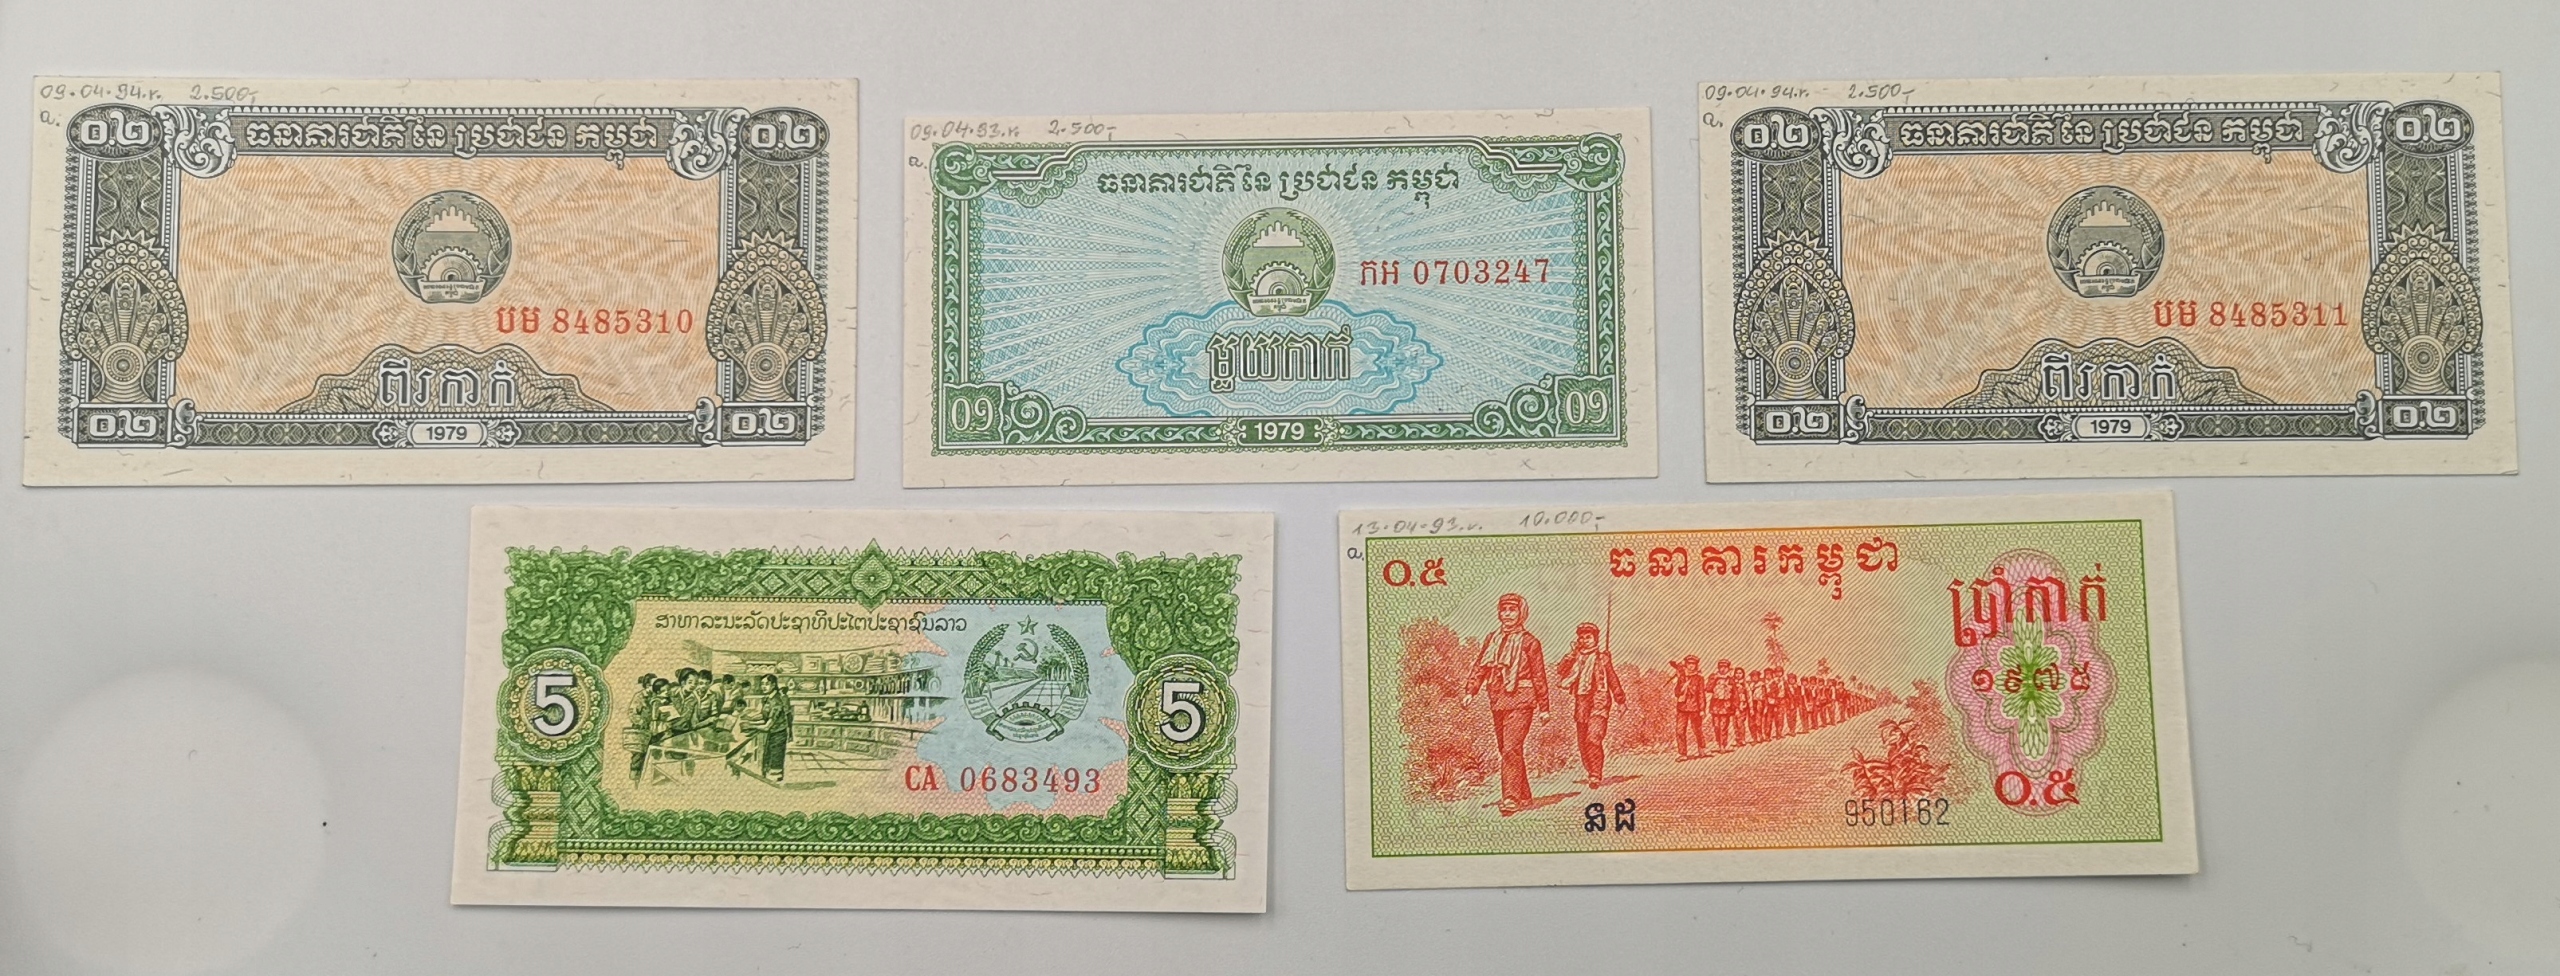 09.04.94.r. 2.500,-
a.
០.២ ធនាគារជាតិ នៃ ប្រជាជន កម្ពុជា ០.២
បម 8485310
ពីរកាក់
០.២ 1979 ០.២
09.04.93.r. 2.500,-
a.
ធនាគារជាតិ នៃ ប្រជាជន កម្ពុជា
កអ 0703247
មួយកាក់
០១ 1979 ០១
09.04.94.r. 2.500,-
a.
០.២ ធនាគារជាតិ នៃ ប្រជាជន កម្ពុជា ០.២
បម 8485311
ពីរកាក់
០.២ 1979 ០.២
ສາທາລະນະລັດປະຊາທິປະໄຕປະຊາຊົນລາວ
5 5
CA 0683493
13.04.93.r. 10.000,-
a.
០.៥ ធនាគារកម្ពុជា
ប្រាំកាក់
១៩៧៥
០.៥
នដ 950162